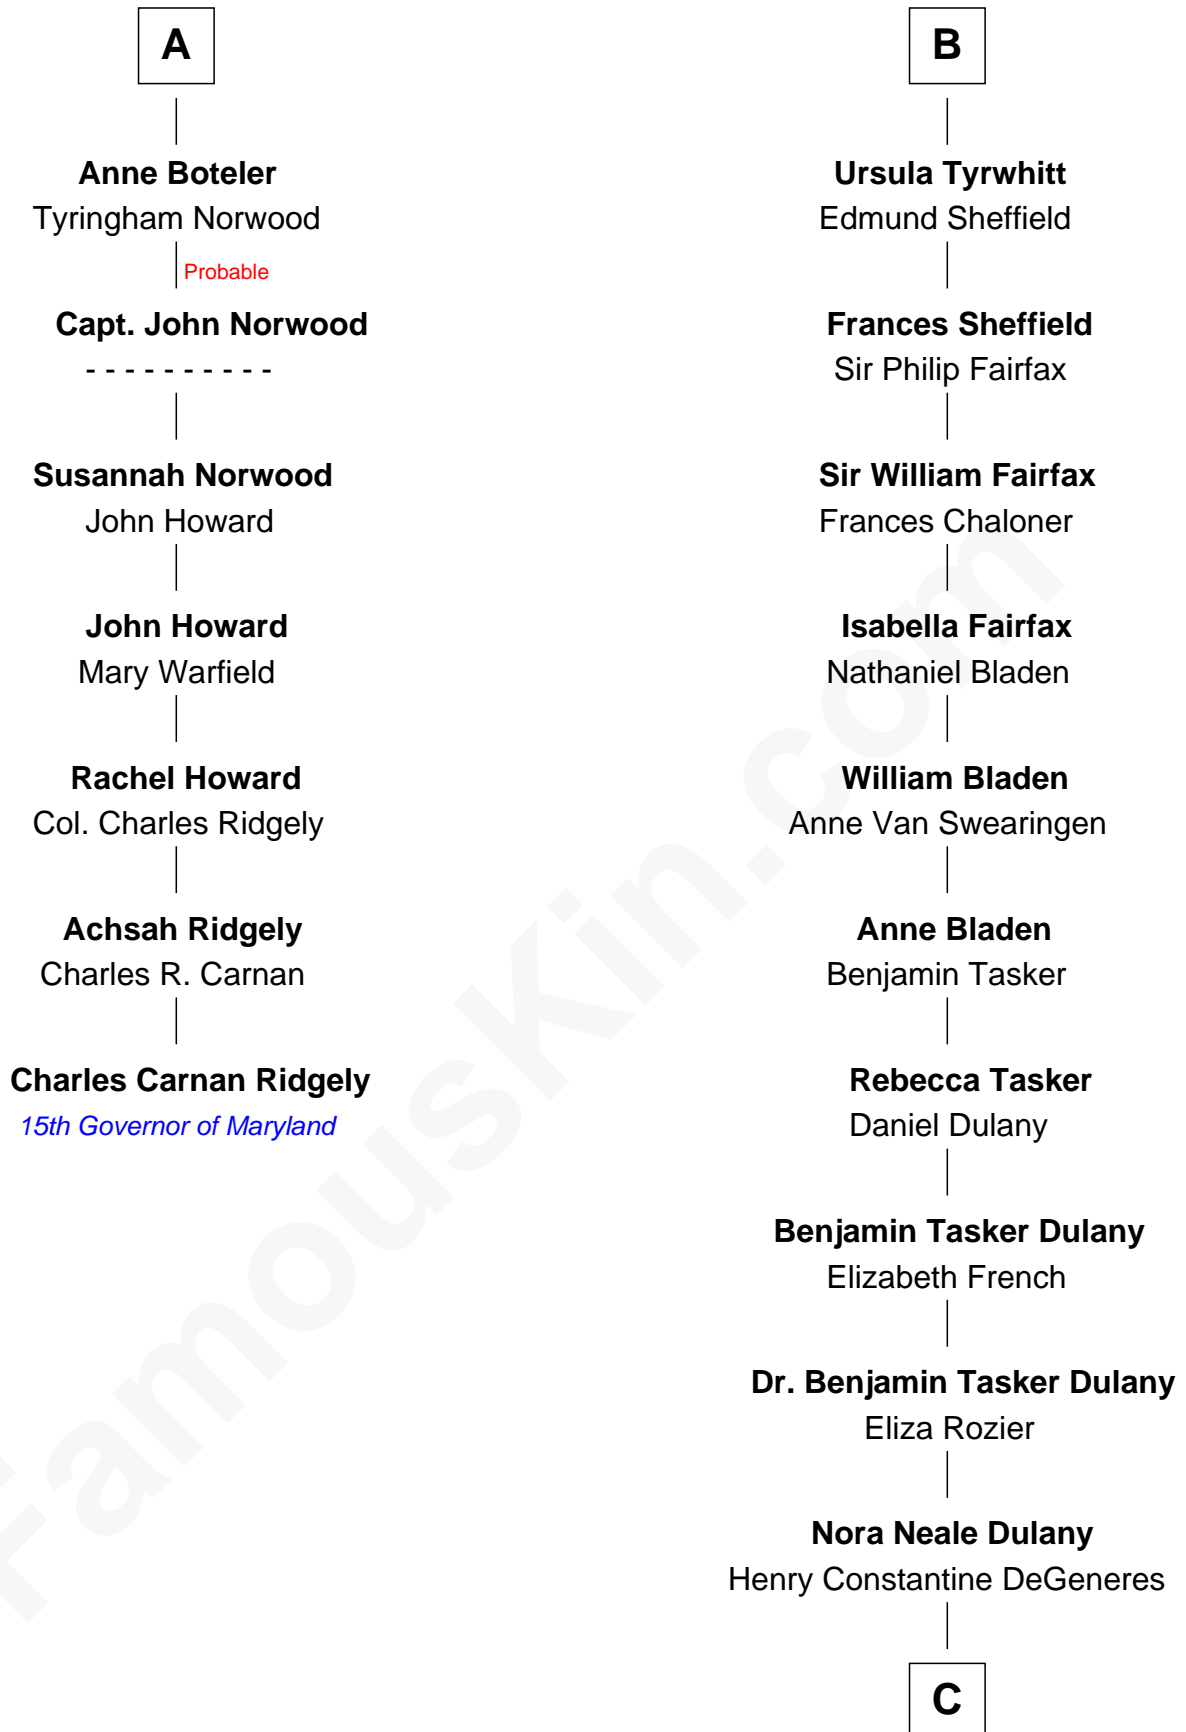 A
Anne Boteler
Tyringham Norwood
Probable
Capt. John Norwood
- - - - - - - - - -
Susannah Norwood
John Howard
John Howard
Mary Warfield
Rachel Howard
Col. Charles Ridgely
Achsah Ridgely
Charles R. Carnan
Charles Carnan Ridgely
15th Governor of Maryland
B
Ursula Tyrwhitt
Edmund Sheffield
Frances Sheffield
Sir Philip Fairfax
Sir William Fairfax
Frances Chaloner
Isabella Fairfax
Nathaniel Bladen
William Bladen
Anne Van Swearingen
Anne Bladen
Benjamin Tasker
Rebecca Tasker
Daniel Dulany
Benjamin Tasker Dulany
Elizabeth French
Dr. Benjamin Tasker Dulany
Eliza Rozier
Nora Neale Dulany
Henry Constantine DeGeneres
C
FamousKin.com